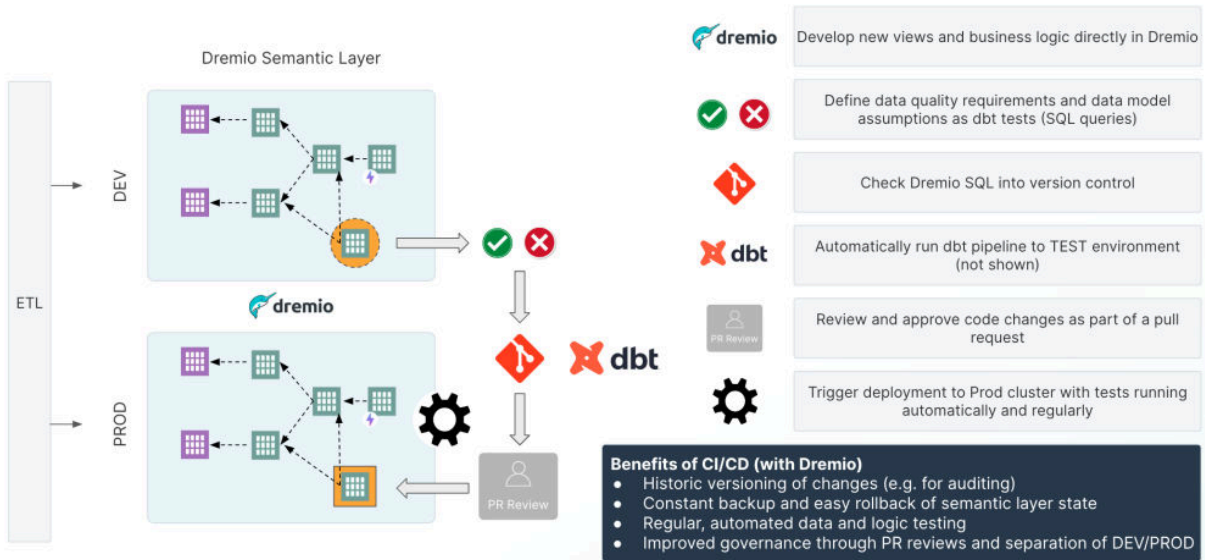 Dremio Semantic Layer
ETL
DEV
PROD
dremio
dbt
PR Review
dremio
Develop new views and business logic directly in Dremio
Define data quality requirements and data model
assumptions as dbt tests (SQL queries)
Check Dremio SQL into version control
dbt
Automatically run dbt pipeline to TEST environment
(not shown)
PR Review
Review and approve code changes as part of a pull
request
Trigger deployment to Prod cluster with tests running
automatically and regularly
Benefits of CI/CD (with Dremio)
● Historic versioning of changes (e.g. for auditing)
● Constant backup and easy rollback of semantic layer state
● Regular, automated data and logic testing
● Improved governance through PR reviews and separation of DEV/PROD